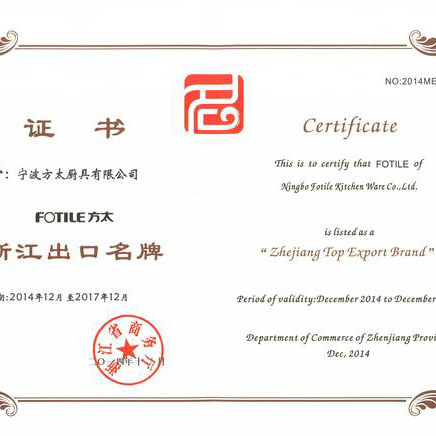 NO:2014ME
证书
：宁波方太厨具有限公司
FOTILE方太
浙江出口名牌
期:2014年12月至2017年12月
浙江省商务厅
二〇一四年十一月
Certificate
This is to certify that FOTILE of
Ningbo Fotile Kitchen Ware Co.,Ltd.
is listed as a
“Zhejiang Top Export Brand”
Period of validity:December 2014 to December
Department of Commerce of Zhenjiang Provi
Dec, 2014